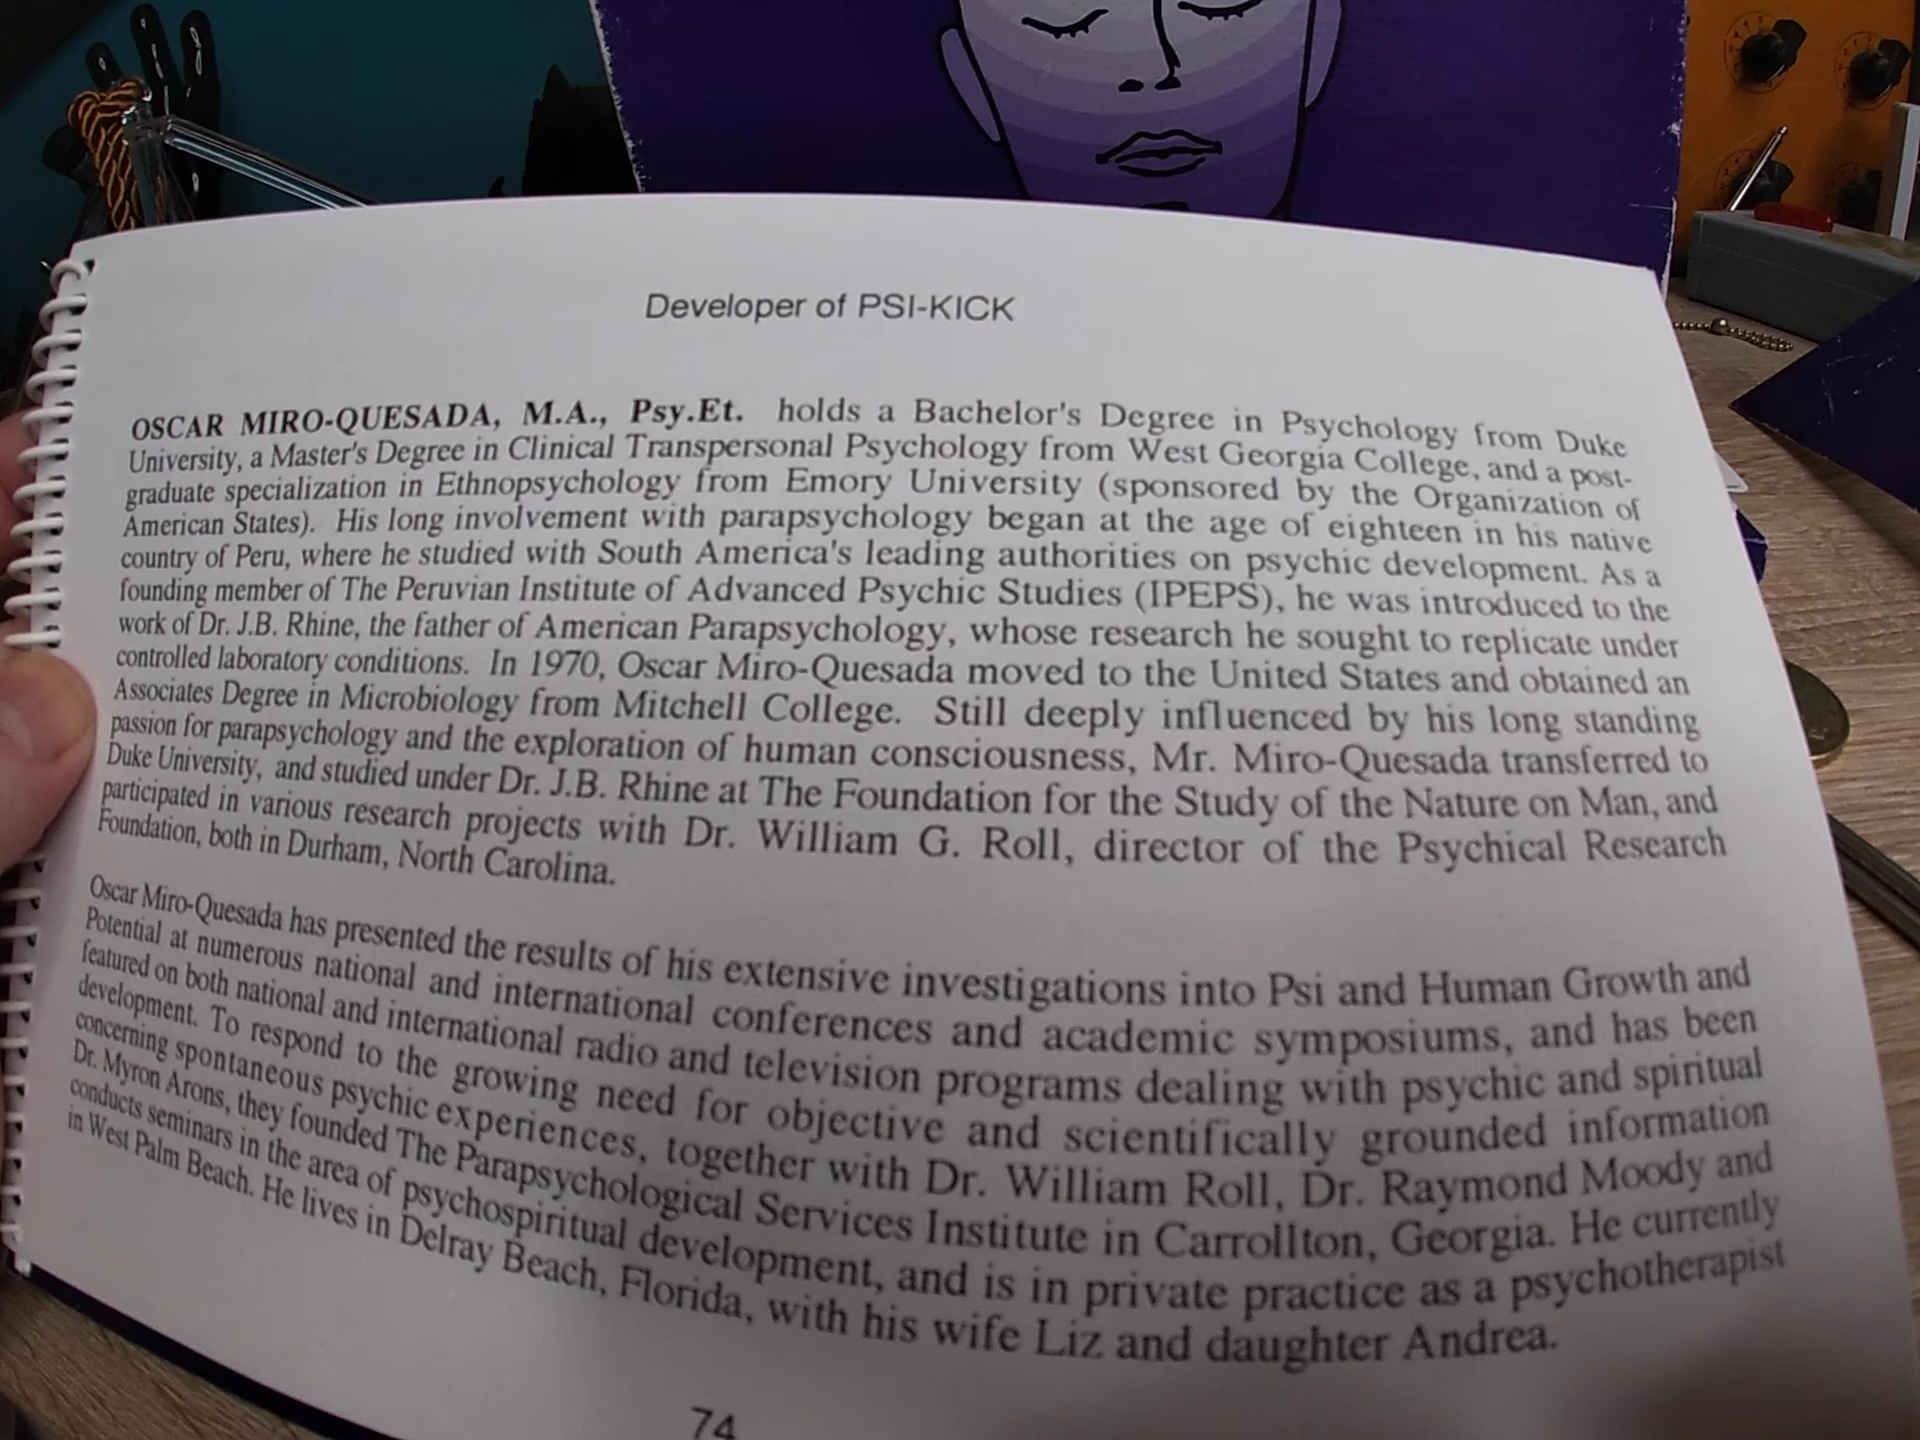 Developer of PSI-KICK
OSCAR MIRO-QUESADA, M.A., Psy.Et. holds a Bachelor's Degree in Psychology from Duke
University, a Master's Degree in Clinical Transpersonal Psychology from West Georgia College, and a post-
graduate specialization in Ethnopsychology from Emory University (sponsored by the Organization of
American States). His long involvement with parapsychology began at the age of eighteen in his native
country of Peru, where he studied with South America's leading authorities on psychic development. As a
founding member of The Peruvian Institute of Advanced Psychic Studies (IPEPS), he was introduced to the
work of Dr. J.B. Rhine, the father of American Parapsychology, whose research he sought to replicate under
controlled laboratory conditions. In 1970, Oscar Miro-Quesada moved to the United States and obtained an
Associates Degree in Microbiology from Mitchell College. Still deeply influenced by his long standing
passion for parapsychology and the exploration of human consciousness, Mr. Miro-Quesada transferred to
Duke University, and studied under Dr. J.B. Rhine at The Foundation for the Study of the Nature on Man, and
participated in various research projects with Dr. William G. Roll, director of the Psychical Research
Foundation, both in Durham, North Carolina.
Oscar Miro-Quesada has presented the results of his extensive investigations into Psi and Human Growth and
Potential at numerous national and international conferences and academic symposiums, and has been
featured on both national and international radio and television programs dealing with psychic and spiritual
development. To respond to the growing need for objective and scientifically grounded information
concerning spontaneous psychic experiences, together with Dr. William Roll, Dr. Raymond Moody and
Dr. Myron Arons, they founded The Parapsychological Services Institute in Carrollton, Georgia. He currently
conducts seminars in the area of psychospiritual development, and is in private practice as a psychotherapist
in West Palm Beach. He lives in Delray Beach, Florida, with his wife Liz and daughter Andrea.
74